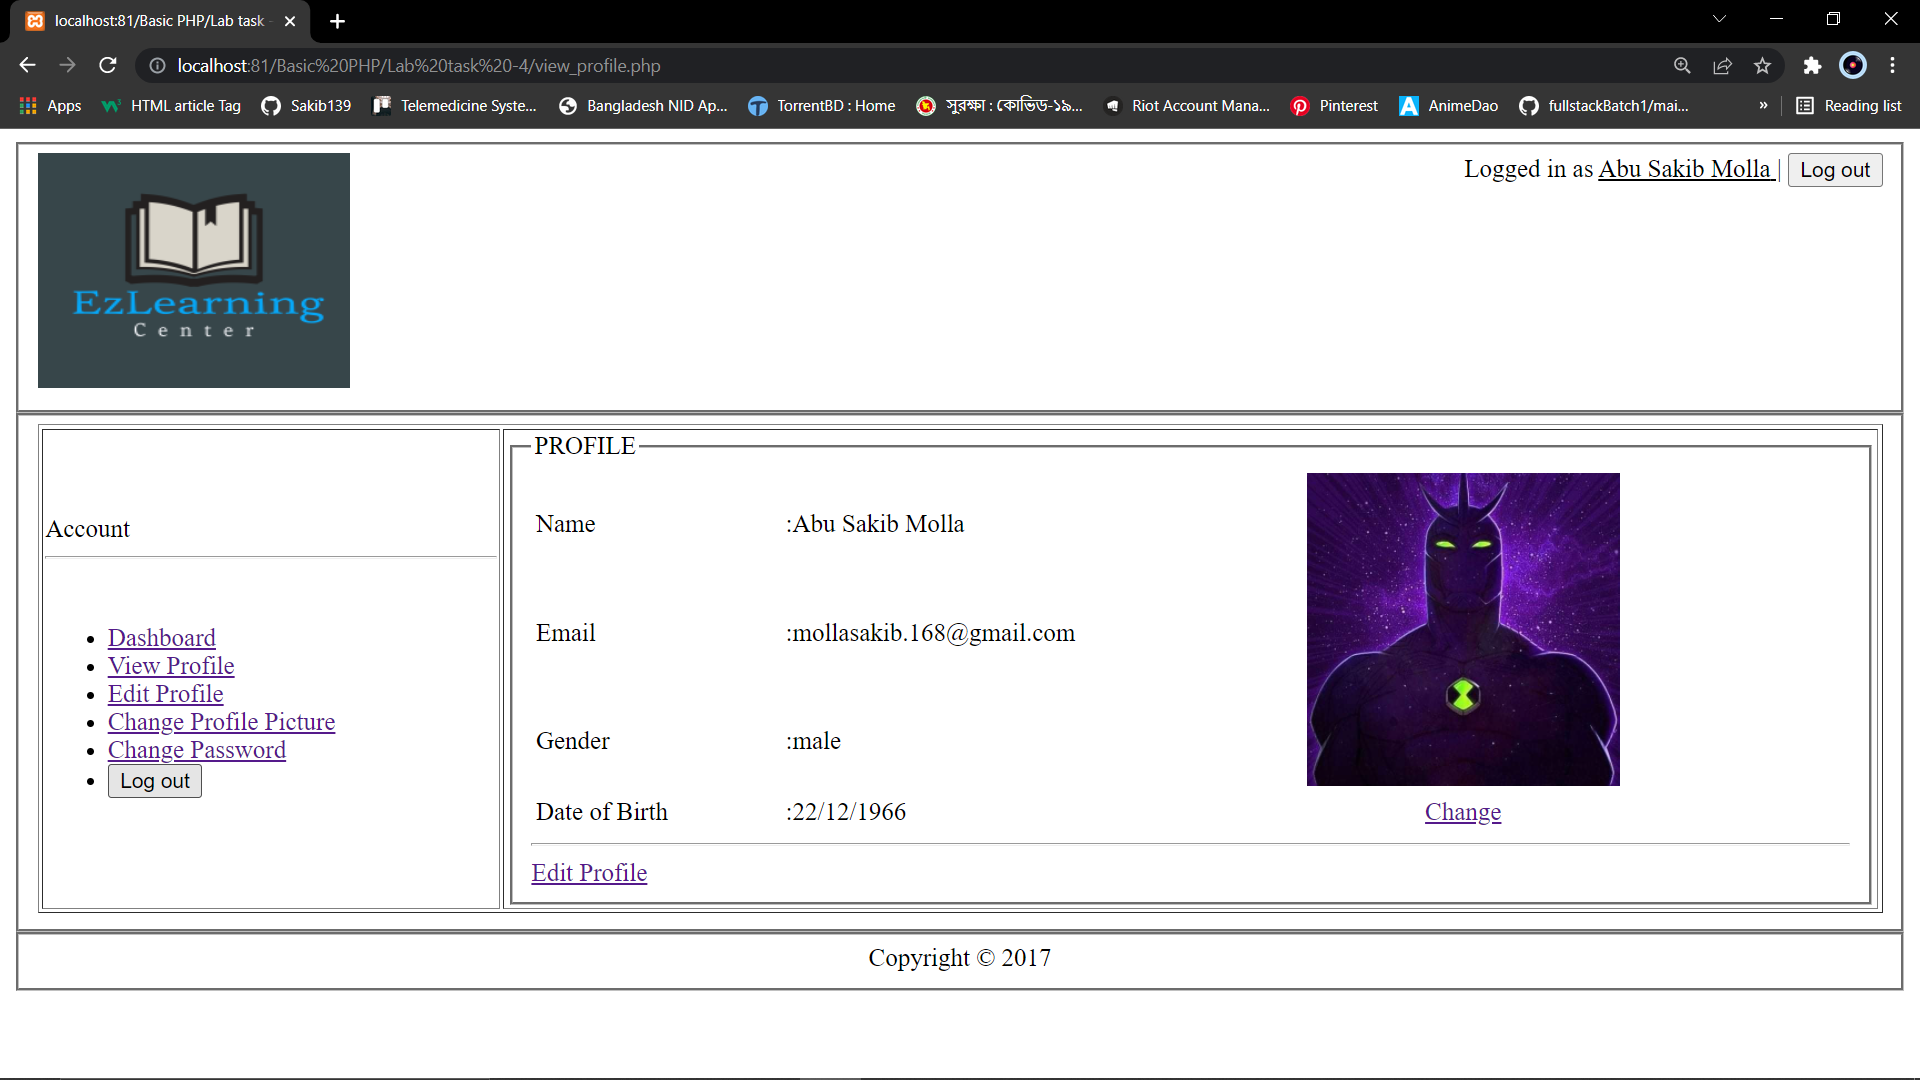 localhost:81/Basic PHP/Lab task -
localhost:81/Basic%20PHP/Lab%20task%20-4/view_profile.php
Apps HTML article Tag Sakib139 Telemedicine Syste... Bangladesh NID Ap... TorrentBD : Home সুরক্ষা : কোভিড-১৯... Riot Account Mana... Pinterest AnimeDao fullstackBatch1/mai... » Reading list
Logged in as Abu Sakib Molla | Log out
EzLearning
Center
Account
Dashboard
View Profile
Edit Profile
Change Profile Picture
Change Password
Log out
PROFILE
Name :Abu Sakib Molla
Email :mollasakib.168@gmail.com
Gender :male
Date of Birth :22/12/1966 Change
Edit Profile
Copyright © 2017